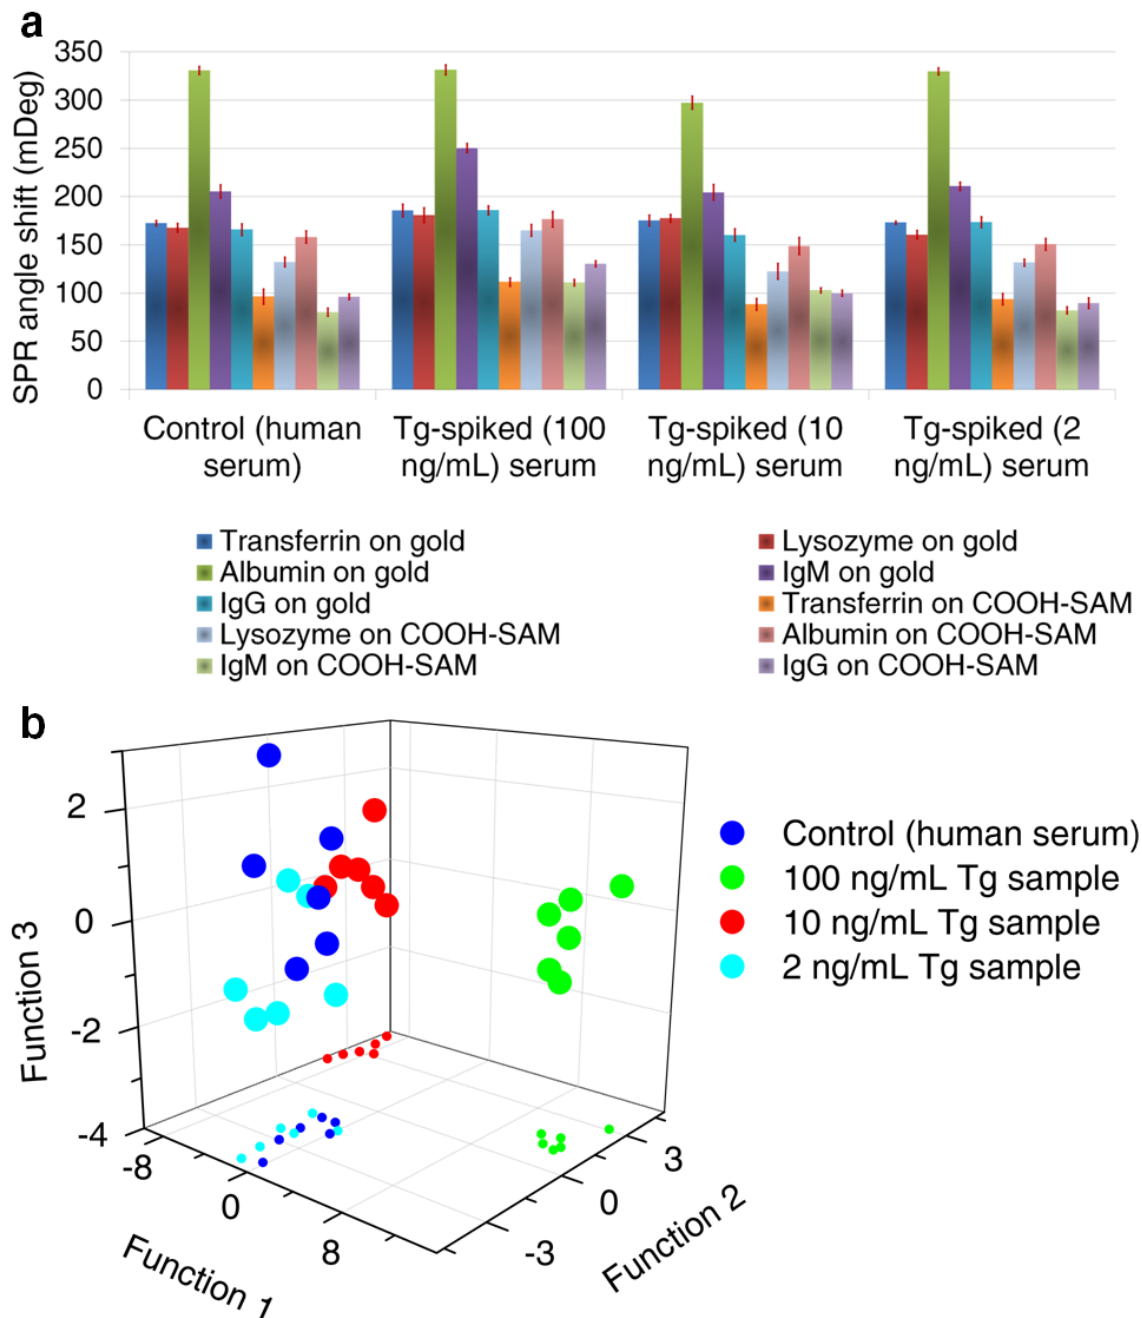 a
SPR angle shift (mDeg)
350
300
250
200
150
100
50
0
Control (human
serum)
Tg-spiked (100
ng/mL) serum
Tg-spiked (10
ng/mL) serum
Tg-spiked (2
ng/mL) serum
Transferrin on gold
Lysozyme on gold
Albumin on gold
IgM on gold
IgG on gold
Transferrin on COOH-SAM
Lysozyme on COOH-SAM
Albumin on COOH-SAM
IgM on COOH-SAM
IgG on COOH-SAM
b
Function 3
2
0
-2
-4
-8
0
8
Function 1
-3
0
3
Function 2
Control (human serum)
100 ng/mL Tg sample
10 ng/mL Tg sample
2 ng/mL Tg sample